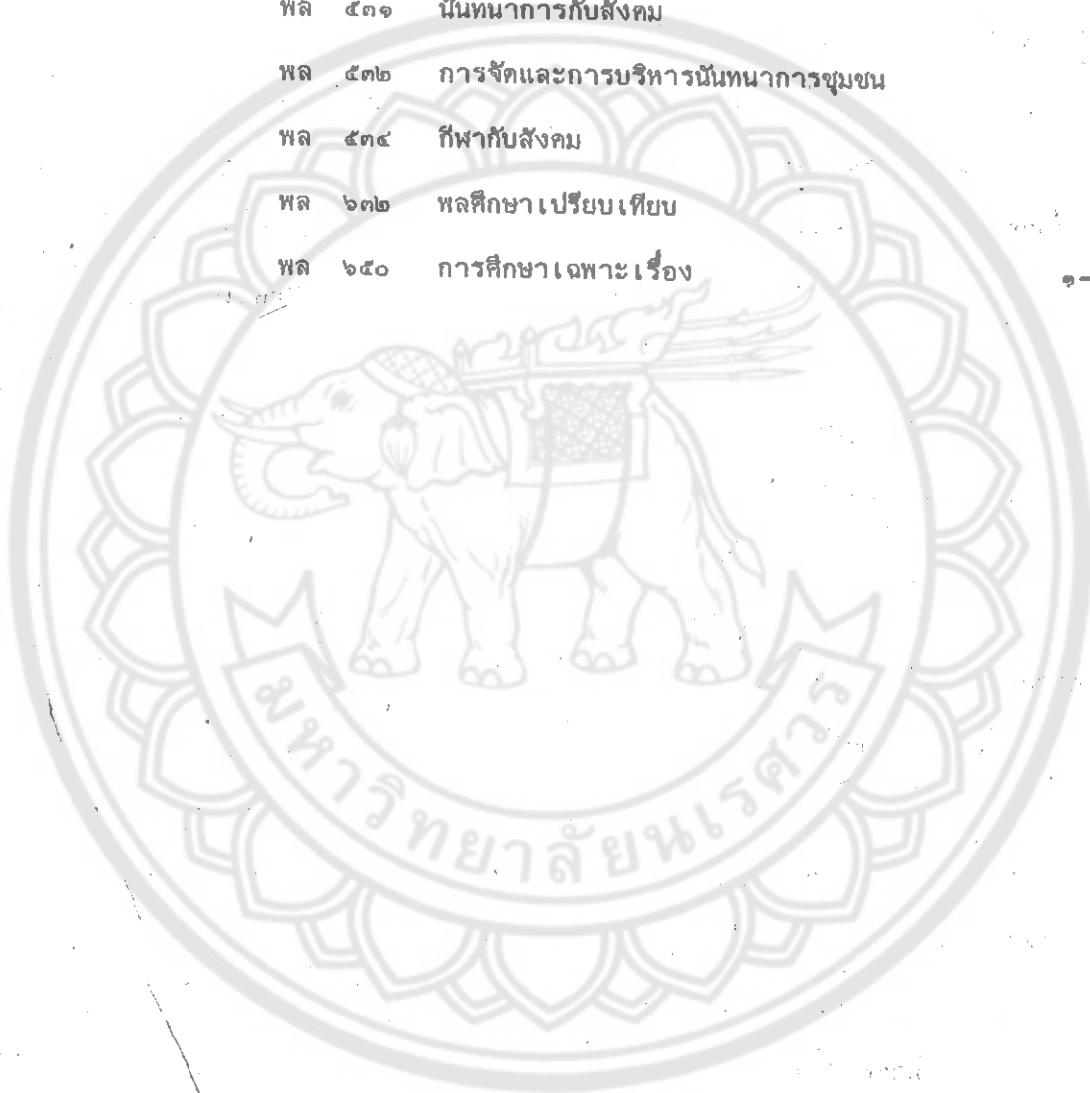 พล ๕๓๑ นันทนาการกับสังคม
พล ๕๓๒ การจัดและการบริหารนันทนาการชุมชน
พล ๕๓๔ กีฬากับสังคม
พล ๖๓๒ พลศึกษาเปรียบเทียบ
พล ๖๕๐ การศึกษาเฉพาะเรื่อง
๑-
มหาวิทยาลัยนเรศวร